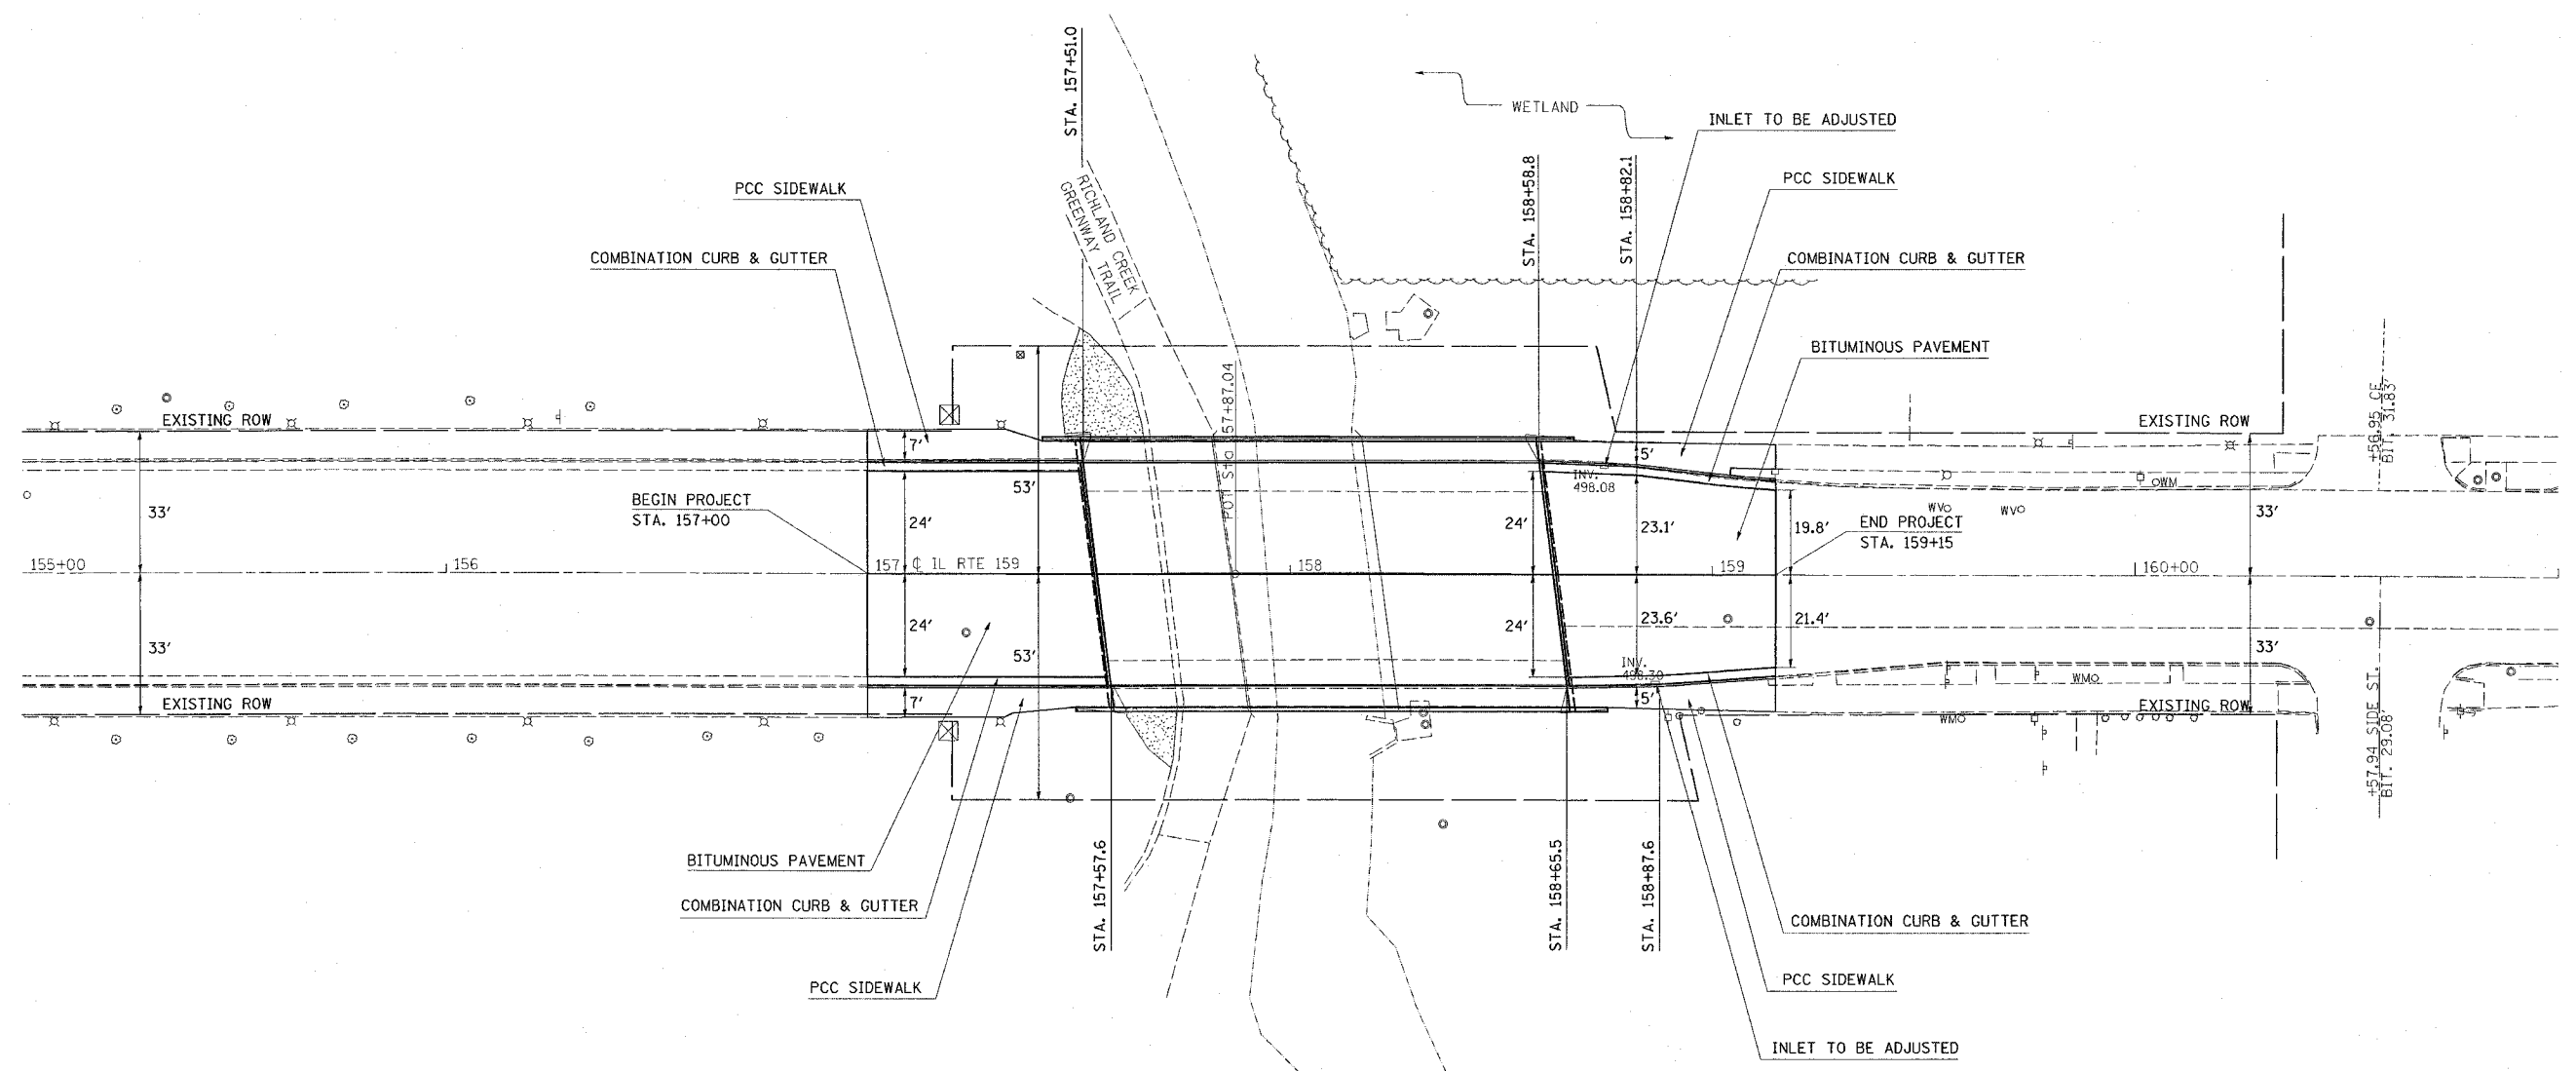 STA. 157+51.0
WETLAND
INLET TO BE ADJUSTED
PCC SIDEWALK
PCC SIDEWALK
RICHLAND CREEK
GREENWAY TRAIL
STA. 158+58.8
STA. 158+82.1
COMBINATION CURB & GUTTER
COMBINATION CURB & GUTTER
BITUMINOUS PAVEMENT
POT Sta 157+87.04
+56.95 CE
BIT 31.83'
EXISTING ROW
EXISTING ROW
7'
5'
53'
INV.
498.08
OWM
BEGIN PROJECT
STA. 157+00
33'
24'
24'
23.1'
19.8'
WVO
WVO
END PROJECT
STA. 159+15
33'
155+00
156
157
℄ IL RTE 159
158
159
160+00
33'
24'
53'
24'
23.6'
21.4'
33'
INV.
498.30
WMO
EXISTING ROW
7'
5'
EXISTING ROW
WMO
+57.94 SIDE ST.
BIT. 29.08'
BITUMINOUS PAVEMENT
COMBINATION CURB & GUTTER
STA. 157+57.6
STA. 158+65.5
STA. 158+87.6
COMBINATION CURB & GUTTER
PCC SIDEWALK
PCC SIDEWALK
INLET TO BE ADJUSTED